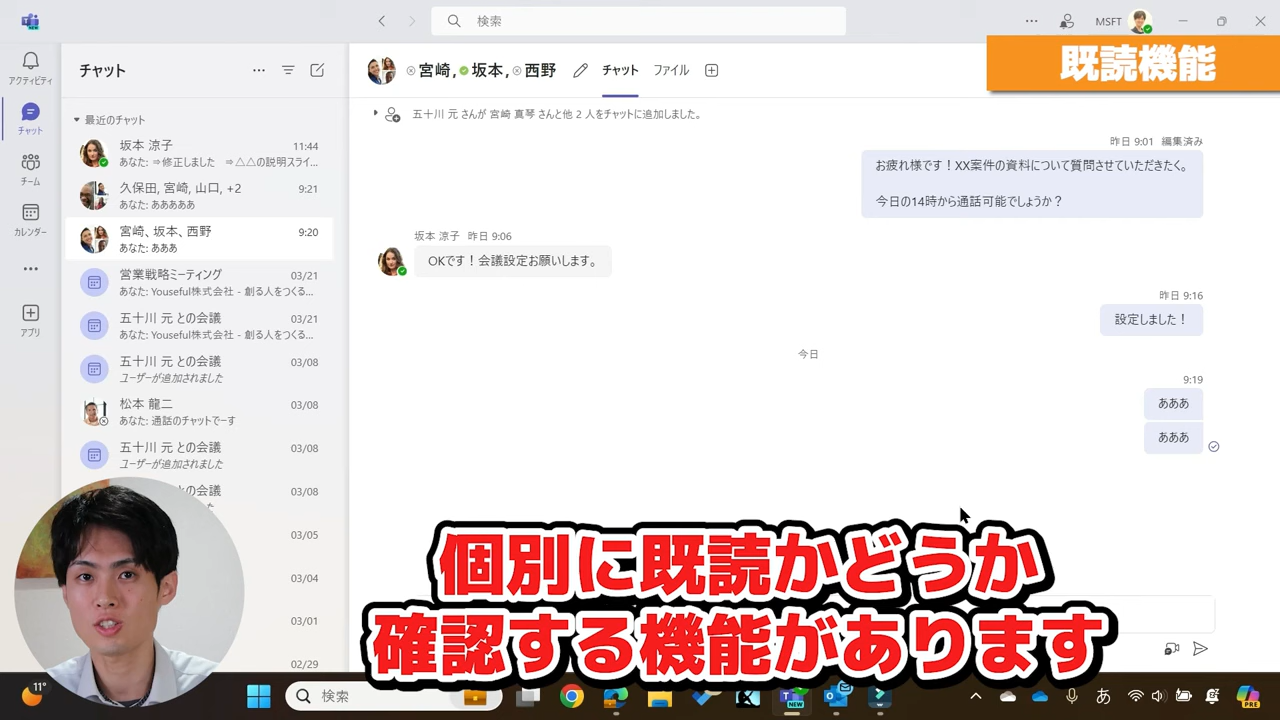 検索
MSFT
既読機能
アクティビティ
チャット
チーム
カレンダー
アプリ
チャット
最近のチャット
坂本 涼子 11:44
あなた: ⇒修正しました ⇒△△の説明スライ...
久保田, 宮崎, 山口, +2 9:21
あなた: あああああ
宮崎、坂本、西野 9:20
あなた: あああ
営業戦略ミーティング 03/21
あなた: Youseful株式会社 - 創る人をつくる...
五十川 元 との会議 03/21
あなた: Youseful株式会社 - 創る人をつくる...
五十川 元 との会議 03/08
ユーザーが追加されました
松本 龍二 03/08
あなた: 通話のチャットでーす
五十川 元 との会議 03/08
ユーザーが追加されました
との会議 03/08
03/05
03/04
03/01
02/29
宮崎, 坂本, 西野 チャット ファイル
五十川 元 さんが 宮崎 真琴 さんと他 2 人をチャットに追加しました。
昨日 9:01 編集済み
お疲れ様です！XX案件の資料について質問させていただきたく。
今日の14時から通話可能でしょうか？
坂本 涼子 昨日 9:06
OKです！会議設定お願いします。
昨日 9:16
設定しました！
今日
9:19
あああ
あああ
個別に既読かどうか
確認する機能があります
11°
検索
NEW
あ
PRE